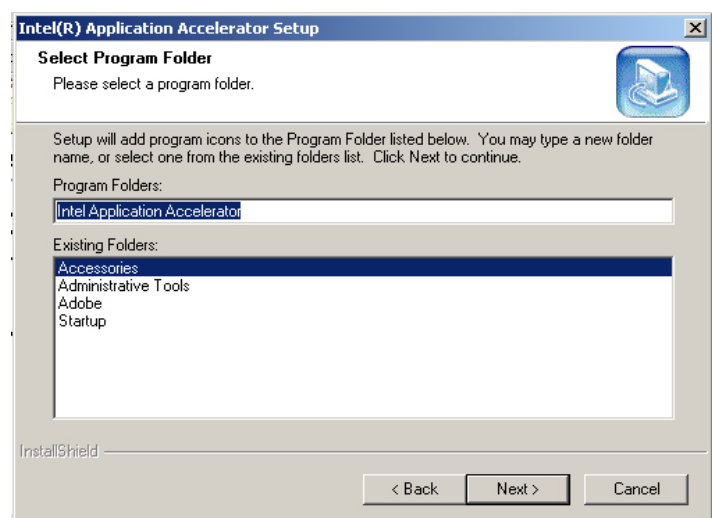 Intel(R) Application Accelerator Setup
Select Program Folder
Please select a program folder.
Setup will add program icons to the Program Folder listed below.  You may type a new folder
name, or select one from the existing folders list.  Click Next to continue.
Program Folders:
Intel Application Accelerator
Existing Folders:
Accessories
Administrative Tools
Adobe
Startup
InstallShield
< Back
Next >
Cancel